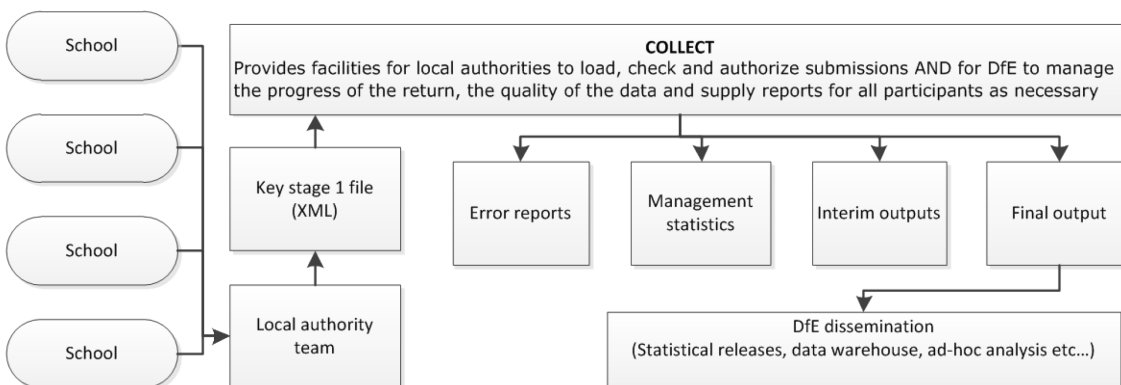 School
School
School
School
COLLECT
Provides facilities for local authorities to load, check and authorize submissions AND for DfE to manage
the progress of the return, the quality of the data and supply reports for all participants as necessary
Key stage 1 file
(XML)
Local authority
team
Error reports
Management
statistics
Interim outputs
Final output
DfE dissemination
(Statistical releases, data warehouse, ad-hoc analysis etc...)